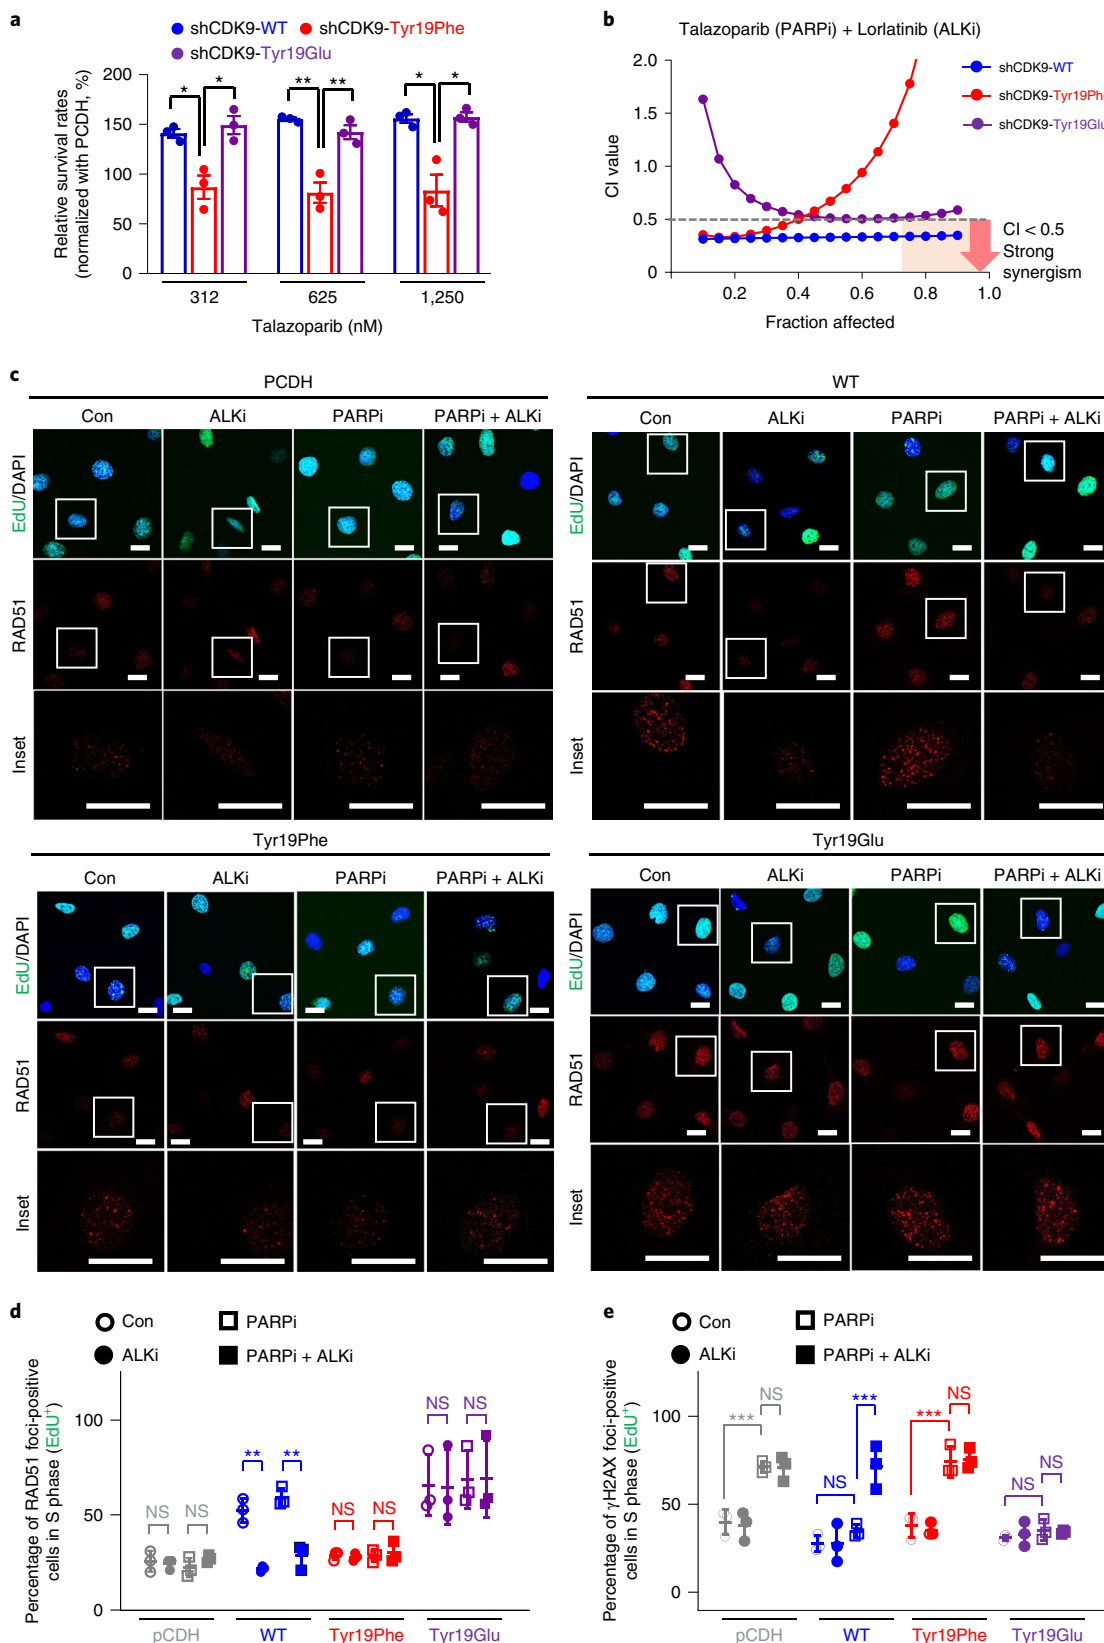 a
shCDK9-WT shCDK9-Tyr19Phe
shCDK9-Tyr19Glu
Relative survival rates
(normalized with PCDH, %)
200
150
100
50
0
* * ** ** * *
312 625 1,250
Talazoparib (nM)
b
Talazoparib (PARPi) + Lorlatinib (ALKi)
CI value
2.0
1.5
1.0
0.5
0
shCDK9-WT
shCDK9-Tyr19Phe
shCDK9-Tyr19Glu
CI < 0.5
Strong
synergism
0.2 0.4 0.6 0.8 1.0
Fraction affected
c
PCDH
Con ALKi PARPi PARPi + ALKi
EdU/DAPI
RAD51
Inset
WT
Con ALKi PARPi PARPi + ALKi
EdU/DAPI
RAD51
Inset
Tyr19Phe
Con ALKi PARPi PARPi + ALKi
EdU/DAPI
RAD51
Inset
Tyr19Glu
Con ALKi PARPi PARPi + ALKi
EdU/DAPI
RAD51
Inset
d
Con PARPi
ALKi PARPi + ALKi
Percentage of RAD51 foci-positive
cells in S phase (EdU+)
100
50
0
NS NS ** ** NS NS NS NS
pCDH WT Tyr19Phe Tyr19Glu
e
Con PARPi
ALKi PARPi + ALKi
Percentage of γH2AX foci-positive
cells in S phase (EdU+)
100
50
0
*** NS NS *** *** NS NS NS
pCDH WT Tyr19Phe Tyr19Glu